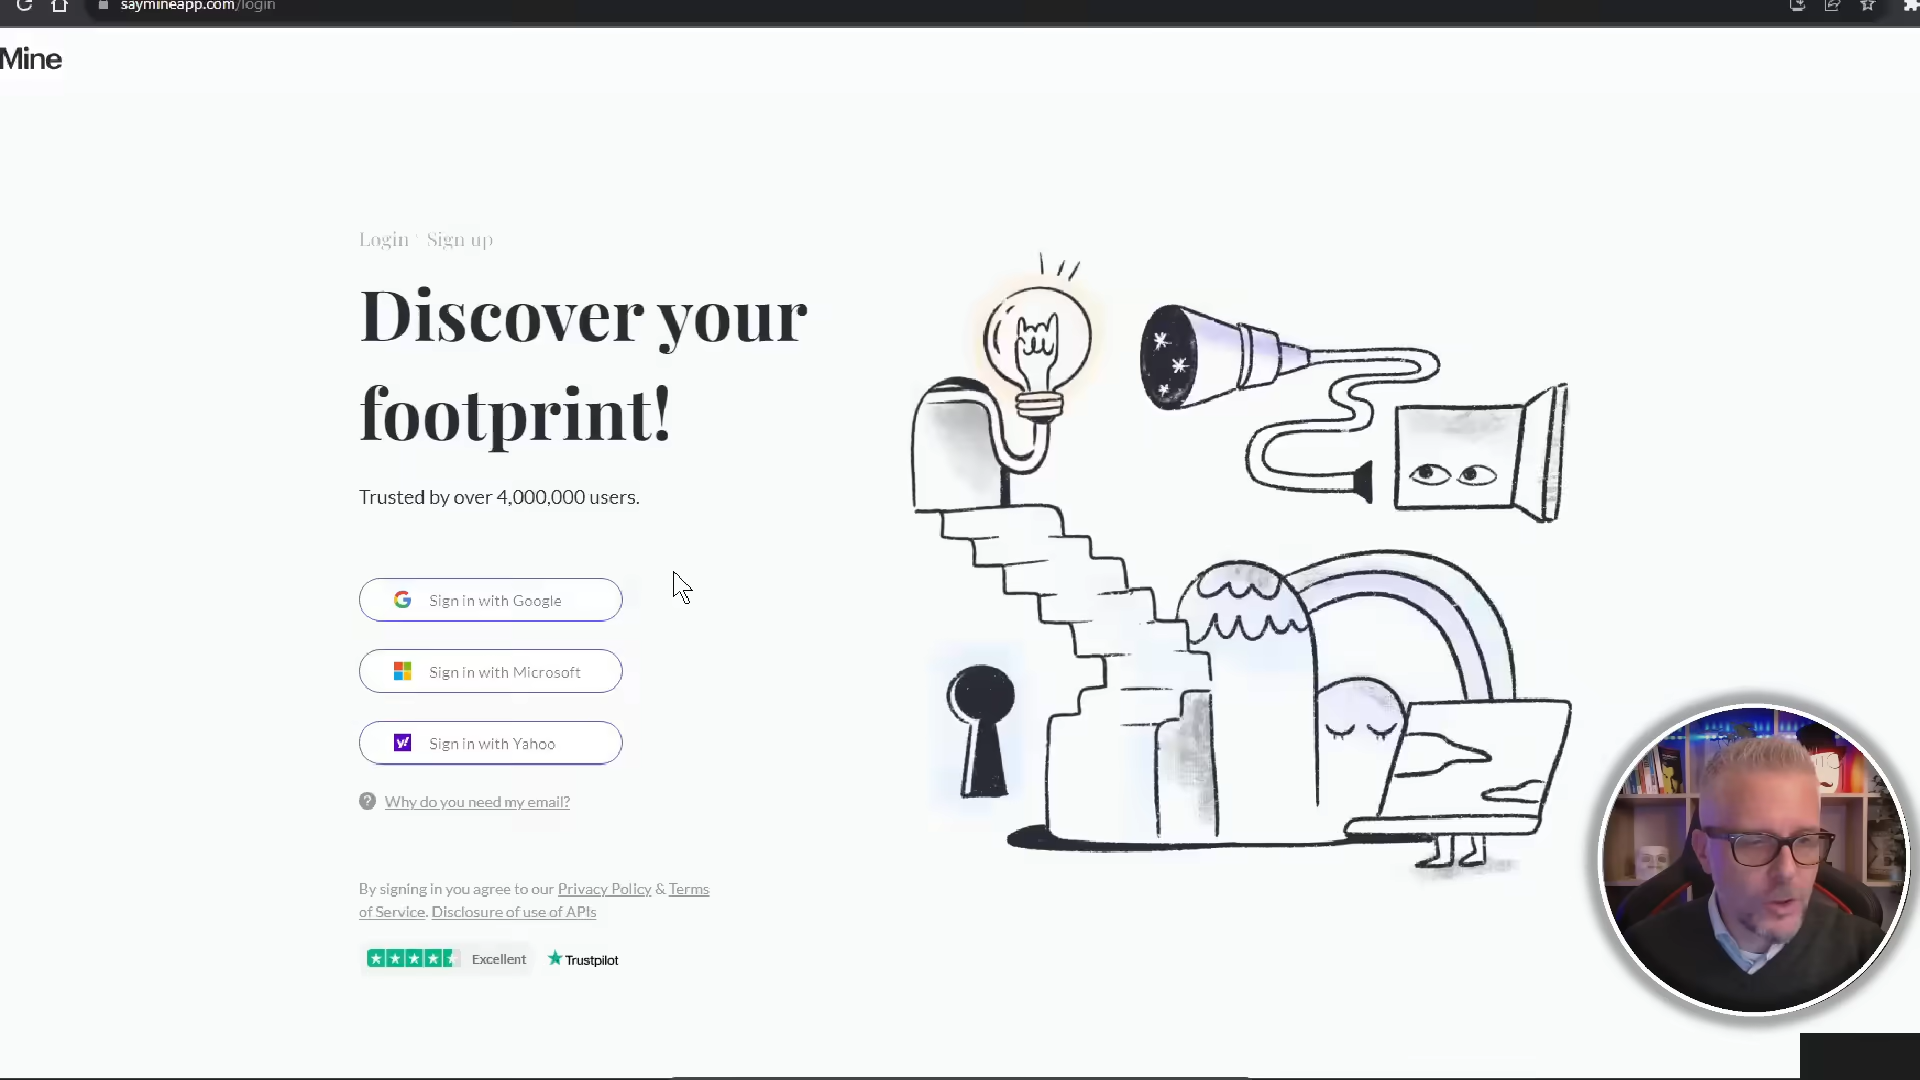 saymineapp.com/login
Mine
Login Sign up
Discover your
footprint!
Trusted by over 4,000,000 users.
Sign in with Google
Sign in with Microsoft
y! Sign in with Yahoo
? Why do you need my email?
By signing in you agree to our Privacy Policy & Terms
of Service. Disclosure of use of APIs
Excellent Trustpilot